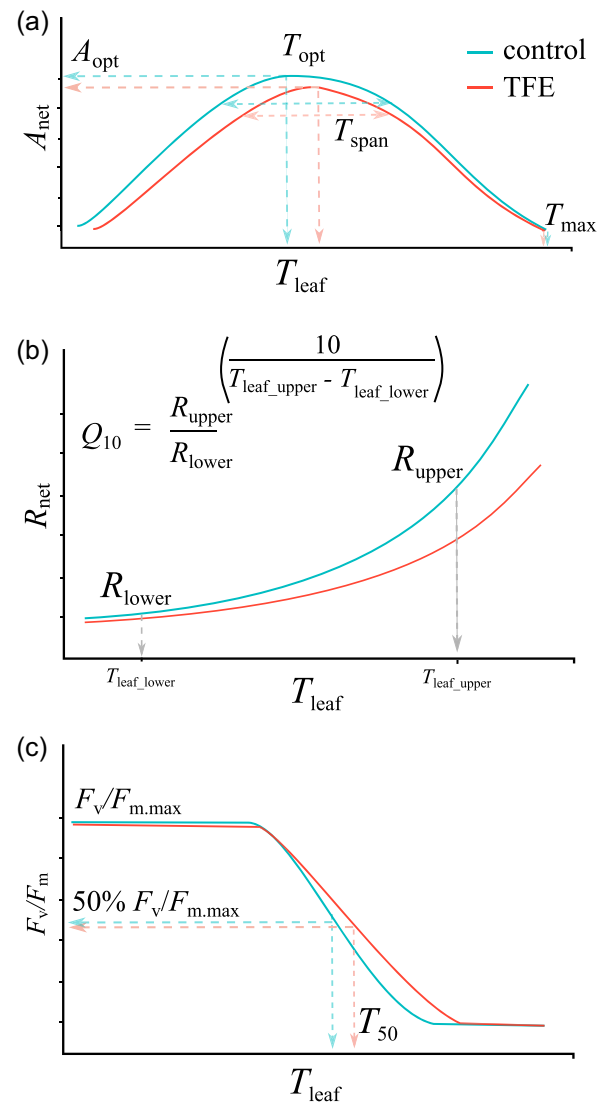 (a)
A_opt
T_opt
control
TFE
A_net
T_span
T_max
T_leaf
(b)
Q_10 = R_upper / R_lower (10 / T_leaf_upper - T_leaf_lower)
R_upper
R_net
R_lower
T_leaf_lower
T_leaf_upper
T_leaf
(c)
F_v/F_m.max
50% F_v/F_m.max
F_v/F_m
T_50
T_leaf